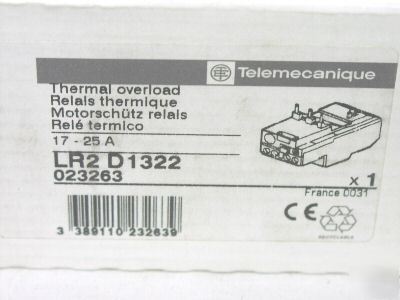 Telemecanique
Thermal overload
Relais thermique
Motorschütz relais
Relé termico
17 - 25 A
LR2 D1322
023263
x 1
France 0031
3 389110 232639
CE
RECYCLABLE